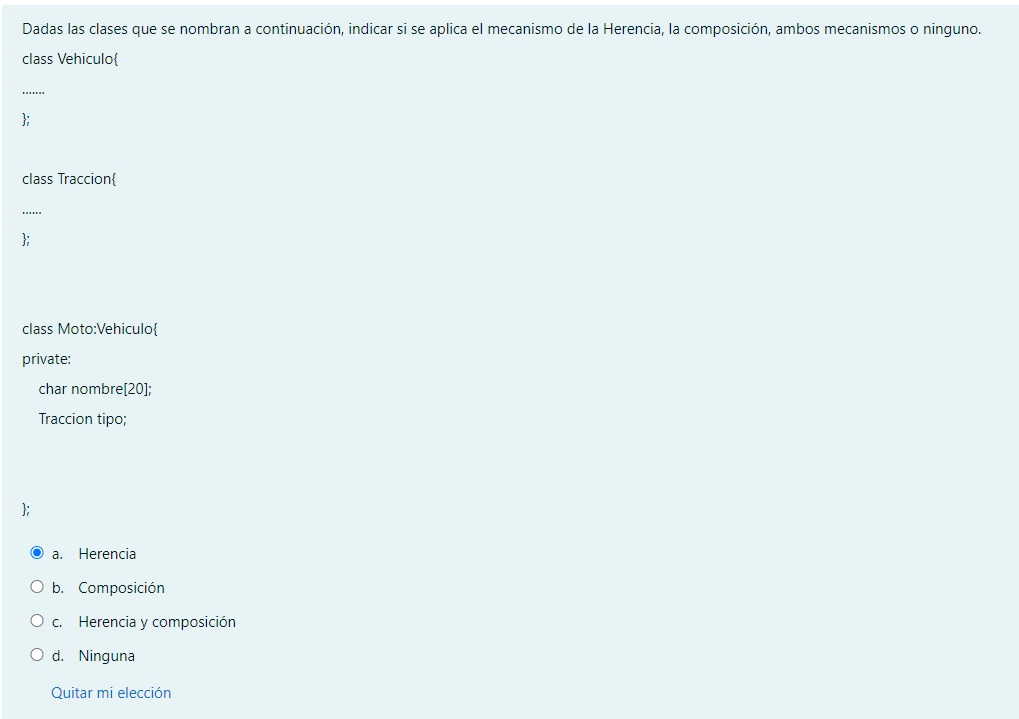 Dadas las clases que se nombran a continuación, indicar si se aplica el mecanismo de la Herencia, la composición, ambos mecanismos o ninguno.
class Vehiculo{
.......
};
class Traccion{
......
};
class Moto:Vehiculo{
private:
char nombre[20];
Traccion tipo;
};
a. Herencia
b. Composición
c. Herencia y composición
d. Ninguna
Quitar mi elección